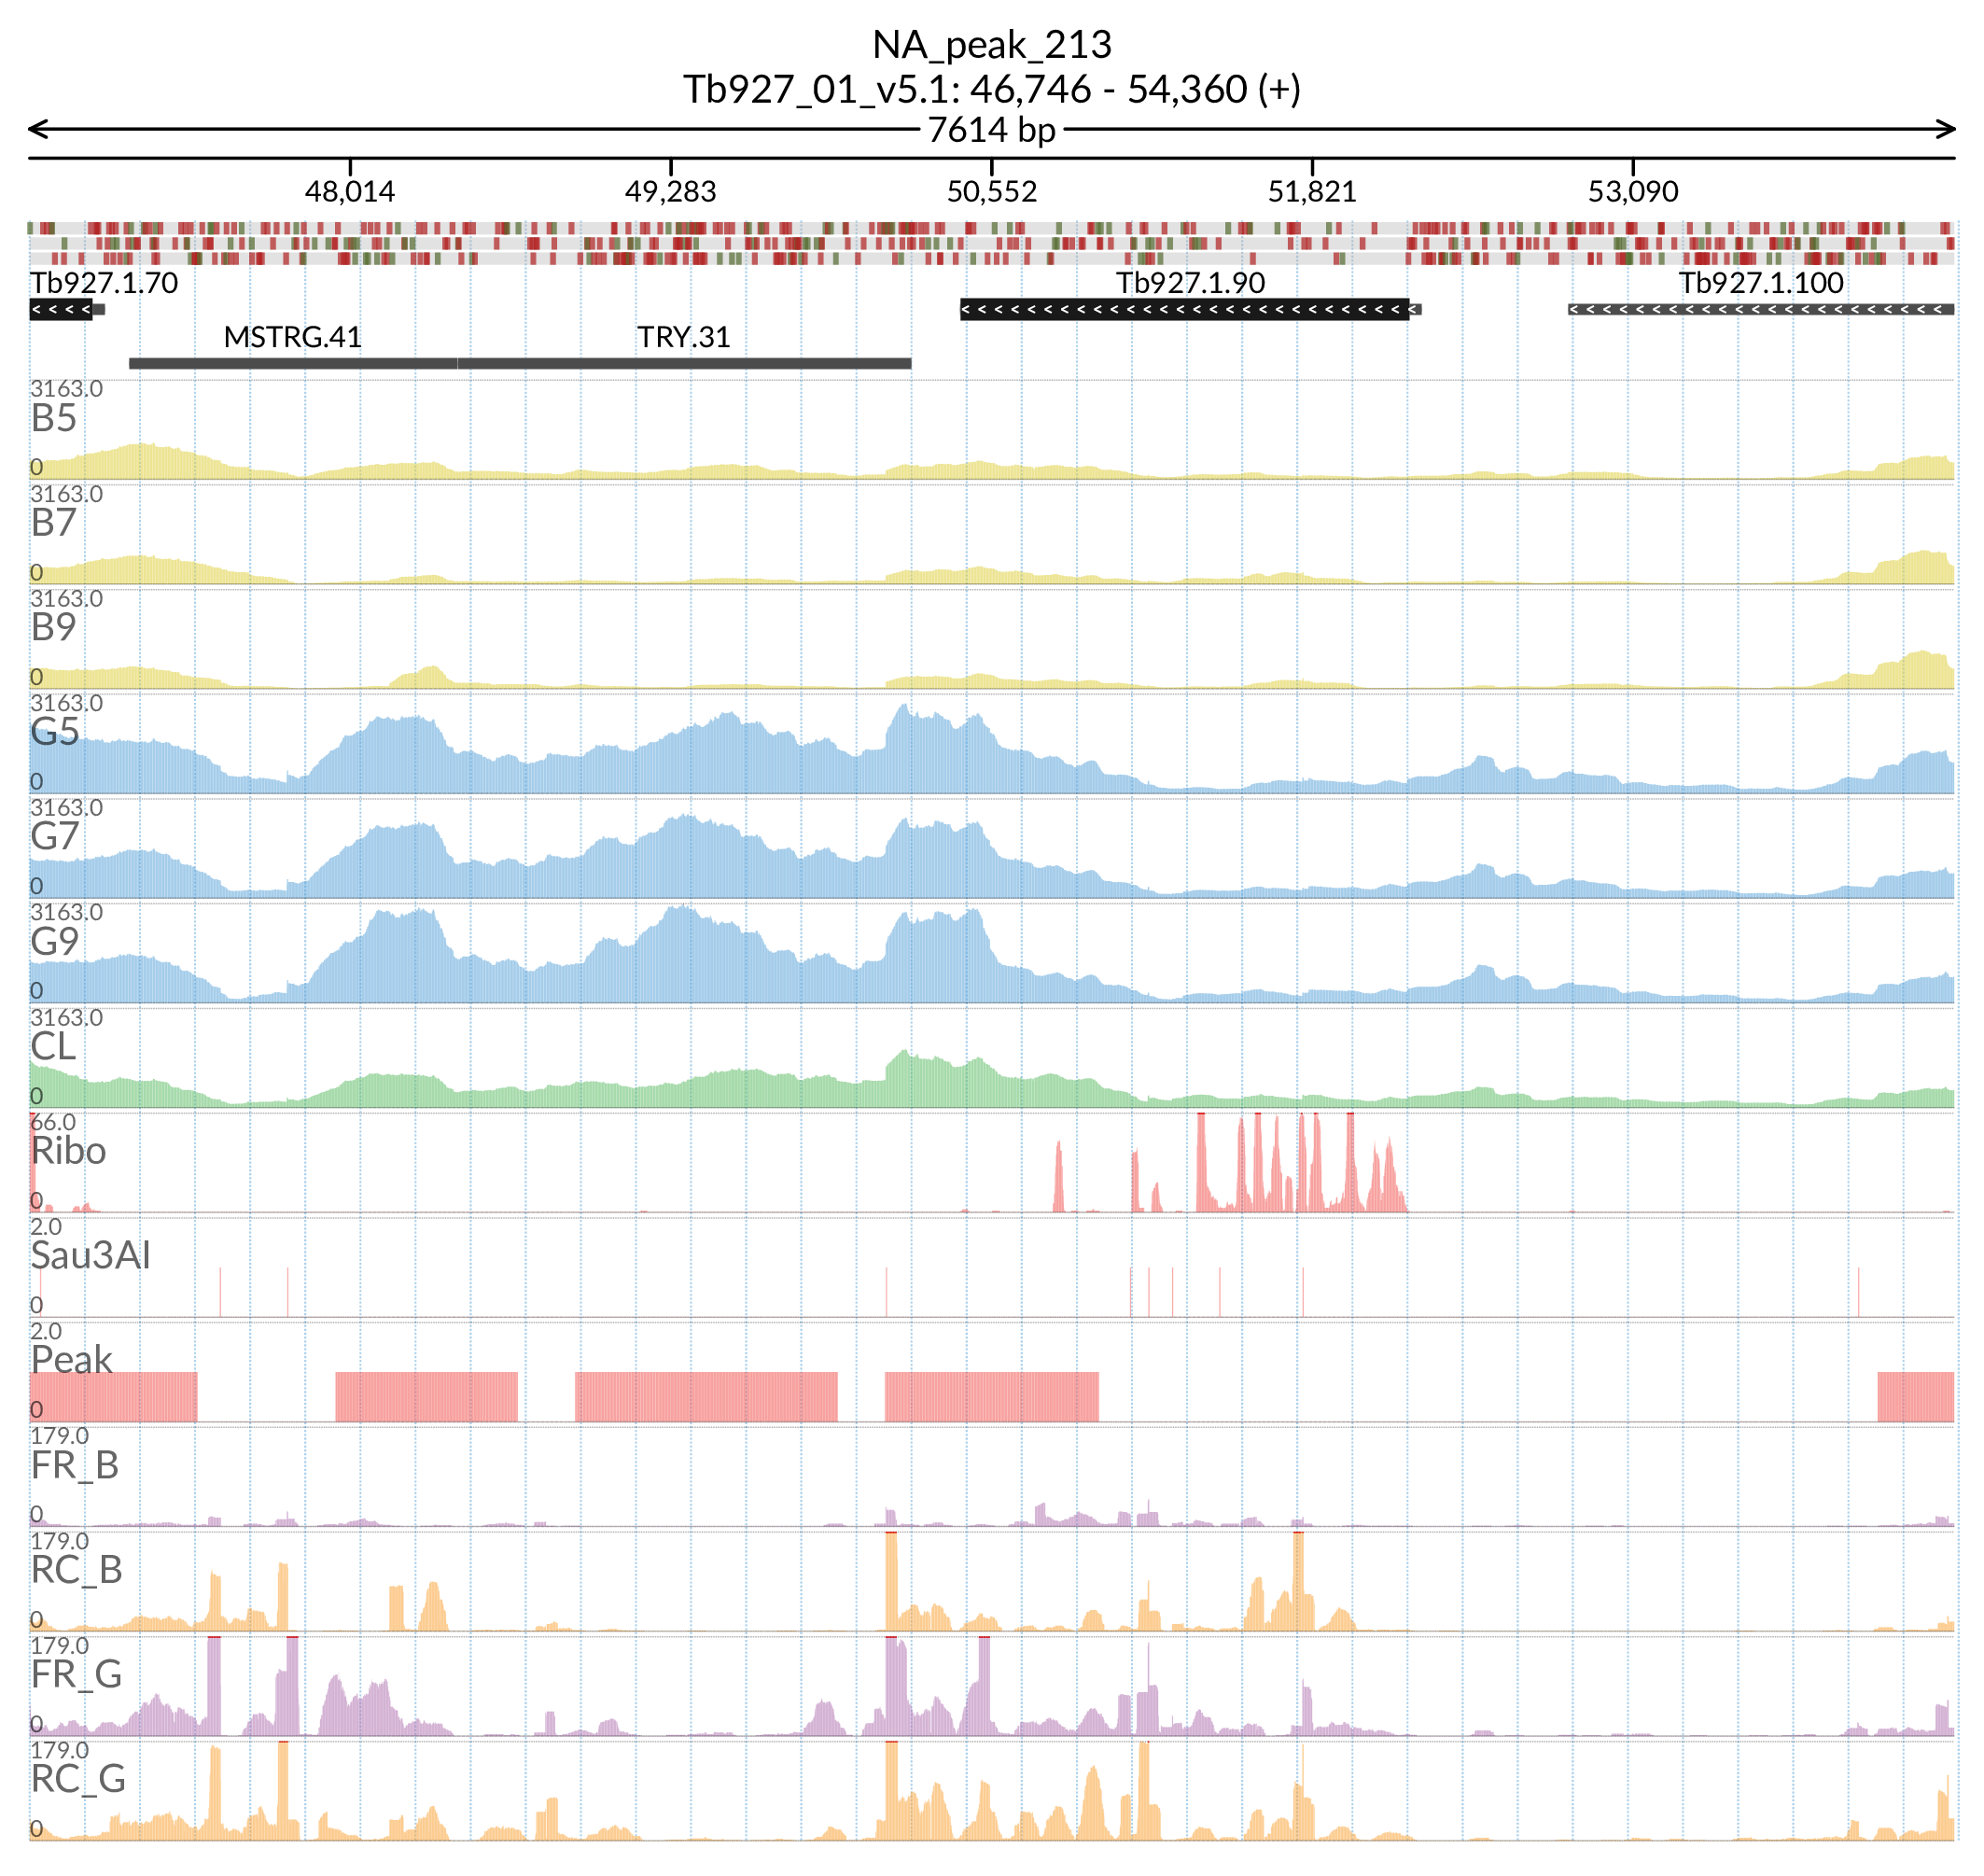 NA_peak_213
Tb927_01_v5.1: 46,746 - 54,360 (+)
7614 bp
48,014 49,283 50,552 51,821 53,090
Tb927.1.70 Tb927.1.90 Tb927.1.100
MSTRG.41 TRY.31
3163.0
B5
0
3163.0
B7
0
3163.0
B9
0
3163.0
G5
0
3163.0
G7
0
3163.0
G9
0
3163.0
CL
0
66.0
Ribo
0
2.0
Sau3AI
0
2.0
Peak
0
179.0
FR_B
0
179.0
RC_B
0
179.0
FR_G
0
179.0
RC_G
0